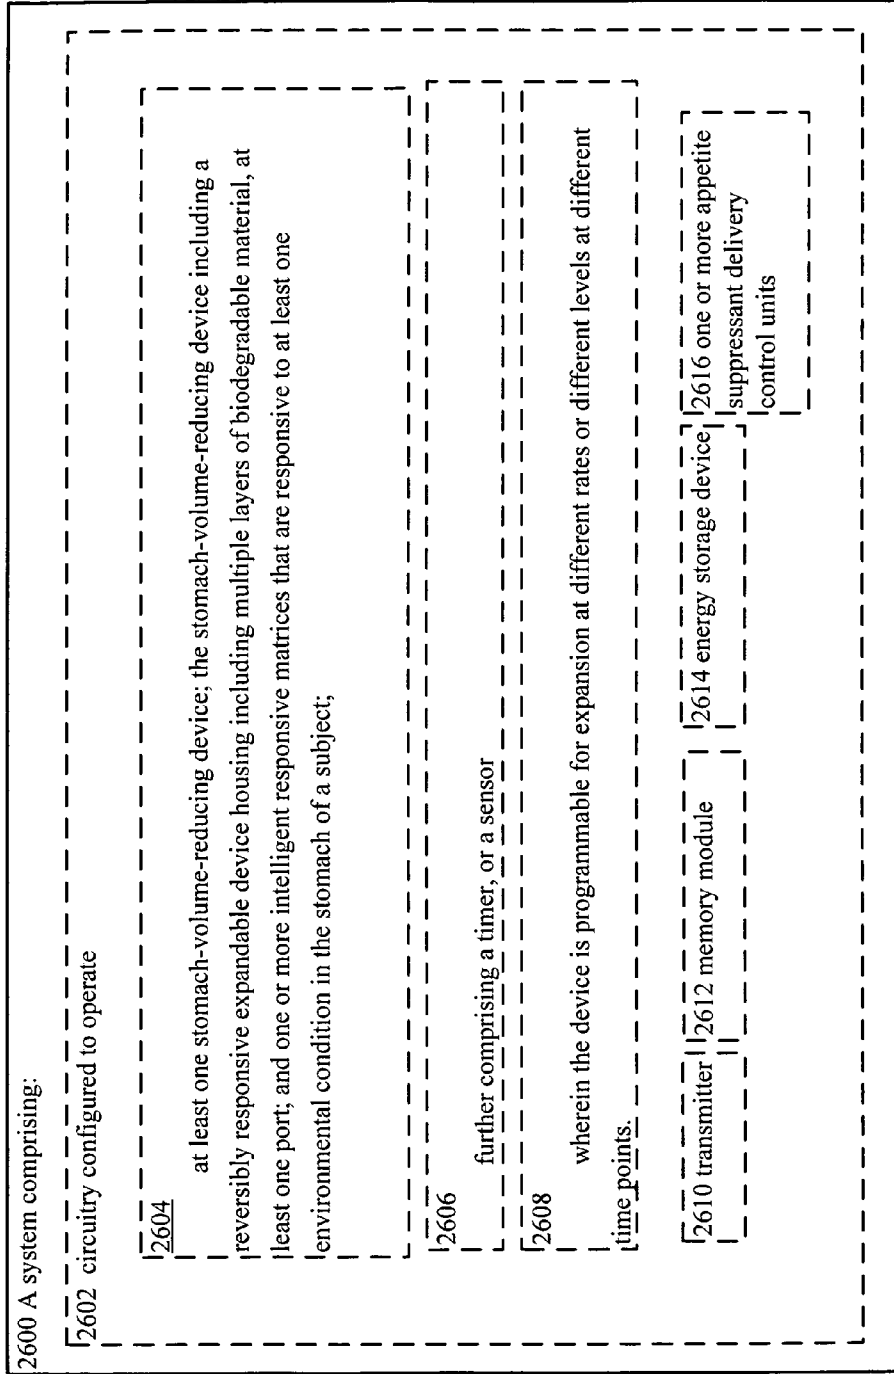 2600 A system comprising:
2602 circuitry configured to operate
2604
at least one stomach-volume-reducing device; the stomach-volume-reducing device including a
reversibly responsive expandable device housing including multiple layers of biodegradable material, at
least one port; and one or more intelligent responsive matrices that are responsive to at least one
environmental condition in the stomach of a subject;
2606
further comprising a timer, or a sensor
2608
wherein the device is programmable for expansion at different rates or different levels at different
time points.
2610 transmitter
2612 memory module
2614 energy storage device
2616 one or more appetite
suppressant delivery
control units